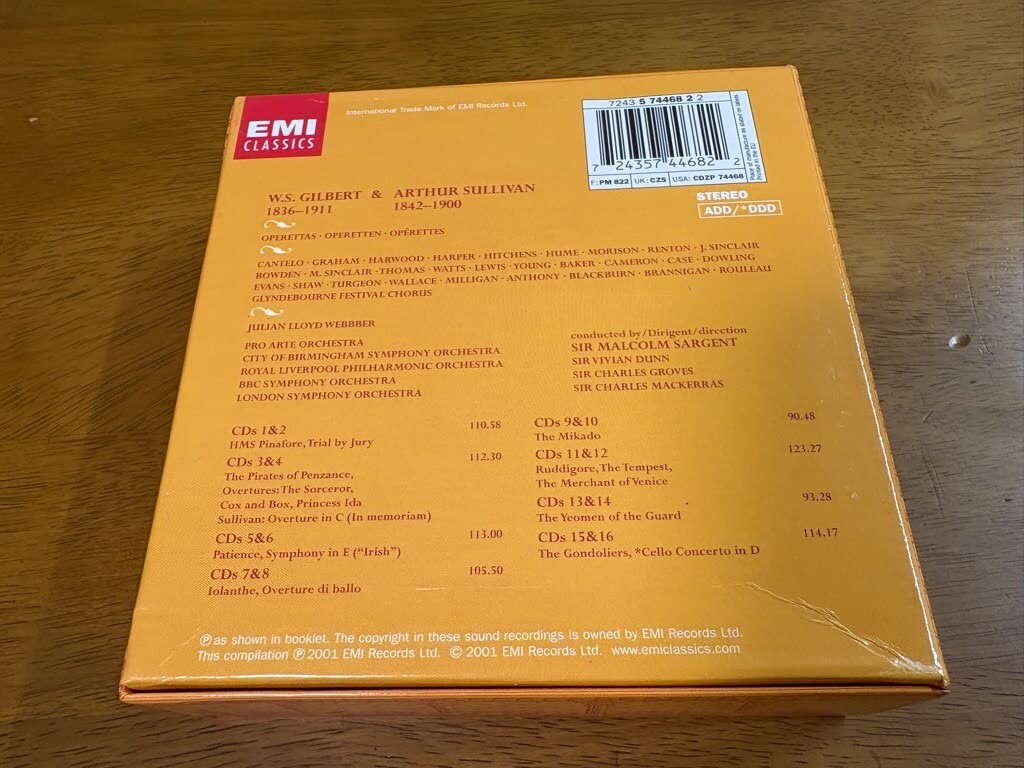 EMI
CLASSICS
International Trade Mark of EMI Records Ltd.
7243 5 74468 2 2
7 24357 44682 2
F: PM 822 UK: CZS USA: CDZP 74468
Place of manufacture as stated on labels
Printed in the EU
STEREO
ADD/*DDD
W.S. GILBERT & ARTHUR SULLIVAN
1836–1911 1842–1900
OPERETTAS · OPERETTEN · OPÉRETTES
CANTELO · GRAHAM · HARWOOD · HARPER · HITCHENS · HUME · MORISON · RENTON · J. SINCLAIR
BOWDEN · M. SINCLAIR · THOMAS · WATTS · LEWIS · YOUNG · BAKER · CAMERON · CASE · DOWLING
EVANS · SHAW · TURGEON · WALLACE · MILLIGAN · ANTHONY · BLACKBURN · BRANNIGAN · ROULEAU
GLYNDEBOURNE FESTIVAL CHORUS
JULIAN LLOYD WEBBBER
PRO ARTE ORCHESTRA
CITY OF BIRMINGHAM SYMPHONY ORCHESTRA
ROYAL LIVERPOOL PHILHARMONIC ORCHESTRA
BBC SYMPHONY ORCHESTRA
LONDON SYMPHONY ORCHESTRA
conducted by/Dirigent/direction
SIR MALCOLM SARGENT
SIR VIVIAN DUNN
SIR CHARLES GROVES
SIR CHARLES MACKERRAS
CDs 1&2 110.58
HMS Pinafore, Trial by Jury
CDs 3&4 112.30
The Pirates of Penzance,
Overtures: The Sorceror,
Cox and Box, Princess Ida
Sullivan: Overture in C (In memoriam)
CDs 5&6 113.00
Patience, Symphony in E (“Irish”)
CDs 7&8 105.50
Iolanthe, Overture di ballo
CDs 9&10 90.48
The Mikado
CDs 11&12 123.27
Ruddigore, The Tempest,
The Merchant of Venice
CDs 13&14 93.28
The Yeomen of the Guard
CDs 15&16 114.17
The Gondoliers, *Cello Concerto in D
℗ as shown in booklet. The copyright in these sound recordings is owned by EMI Records Ltd.
This compilation ℗ 2001 EMI Records Ltd. © 2001 EMI Records Ltd. www.emiclassics.com